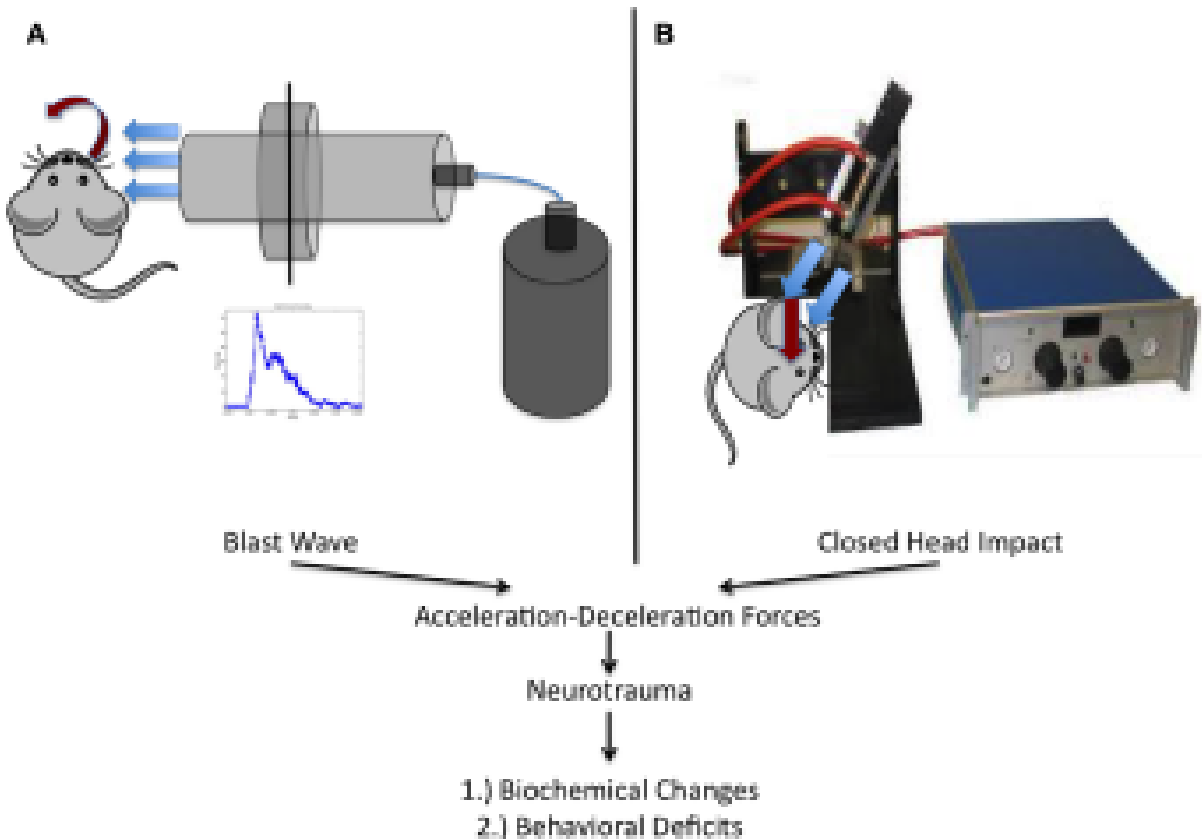 A
B
Blast Wave
Closed Head Impact
Acceleration-Deceleration Forces
Neurotrauma
1.) Biochemical Changes
2.) Behavioral Deficits